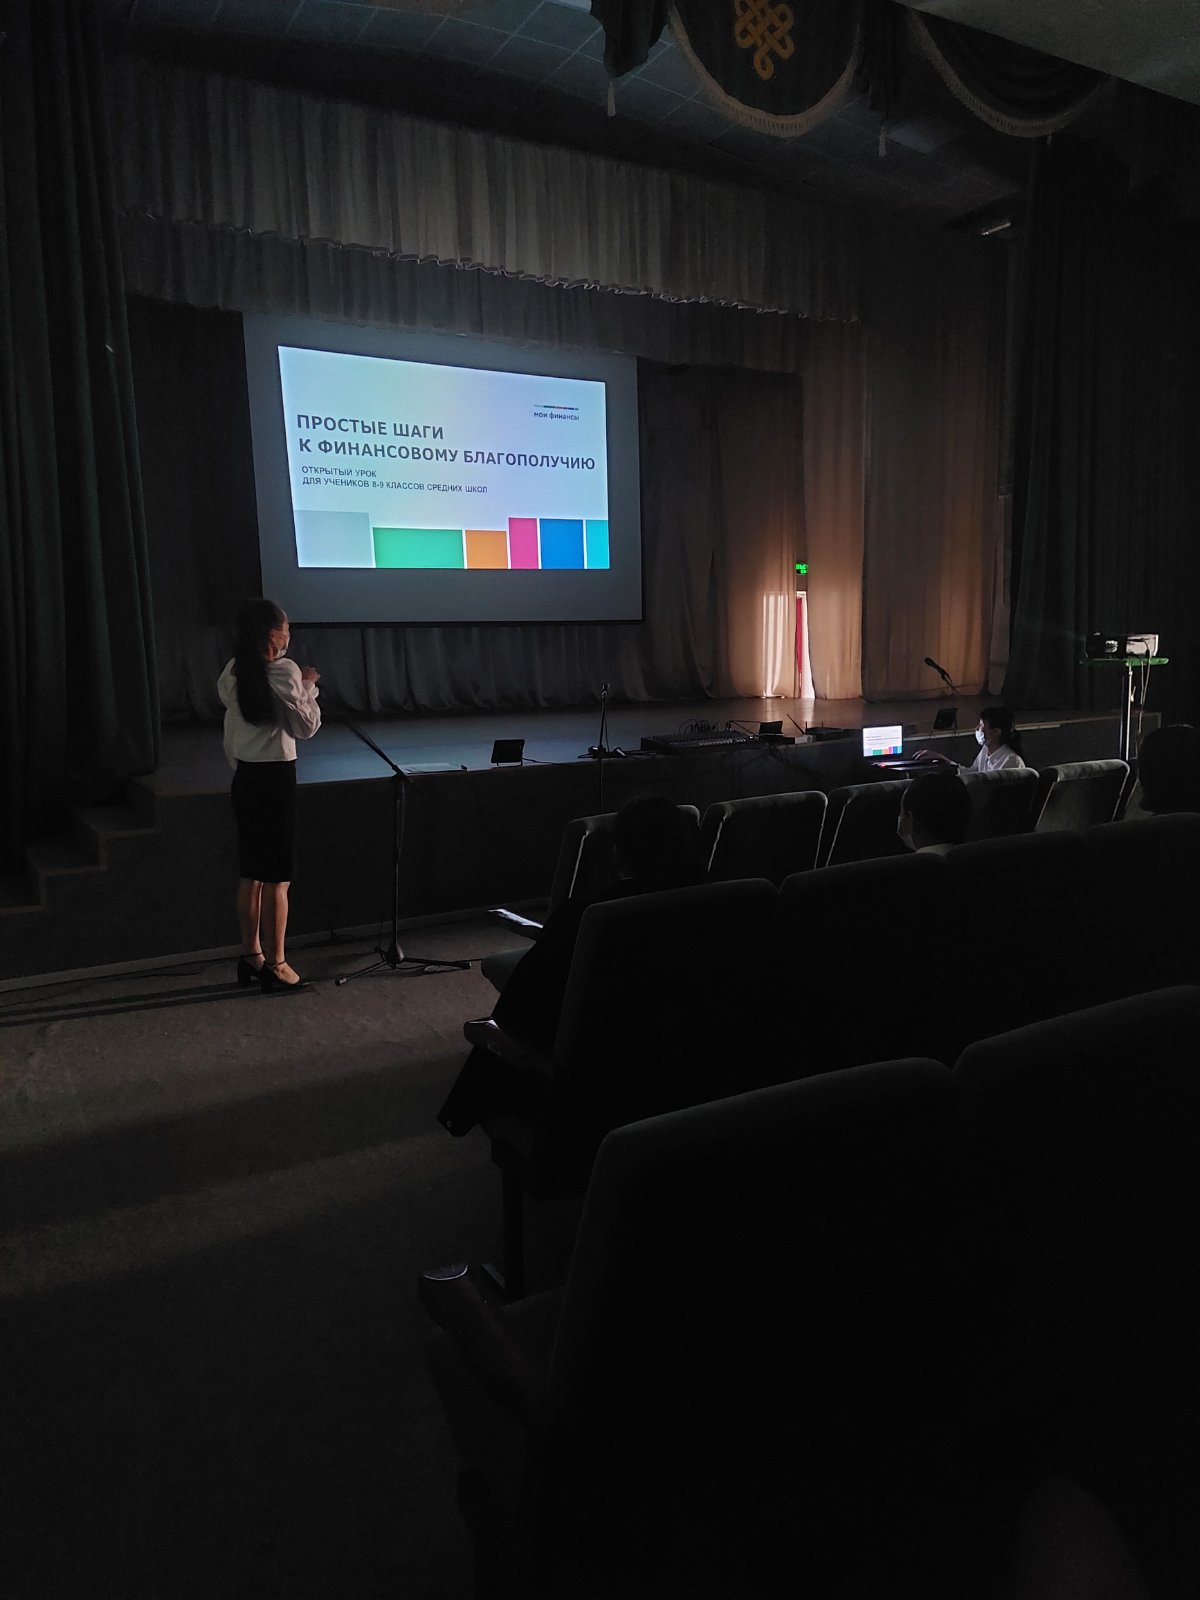 мои финансы
ПРОСТЫЕ ШАГИ
К ФИНАНСОВОМУ БЛАГОПОЛУЧИЮ
ОТКРЫТЫЙ УРОК
ДЛЯ УЧЕНИКОВ 8-9 КЛАССОВ СРЕДНИХ ШКОЛ